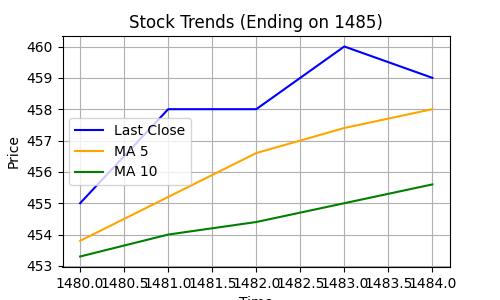 Stock Trends (Ending on 1485)
460
459
458
457
456
455
454
453
Price
Last Close
MA 5
MA 10
1480.0 1480.5 1481.0 1481.5 1482.0 1482.5 1483.0 1483.5 1484.0
Time